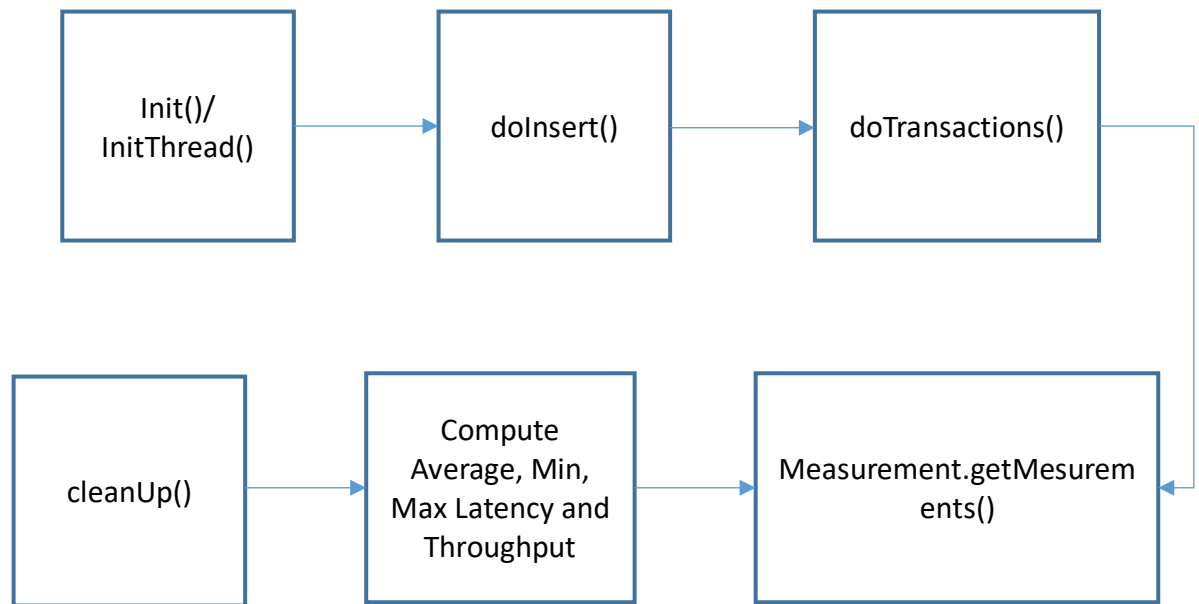 Init()/
InitThread()
doInsert()
doTransactions()
cleanUp()
Compute
Average, Min,
Max Latency and
Throughput
Measurement.getMesurem
ents()